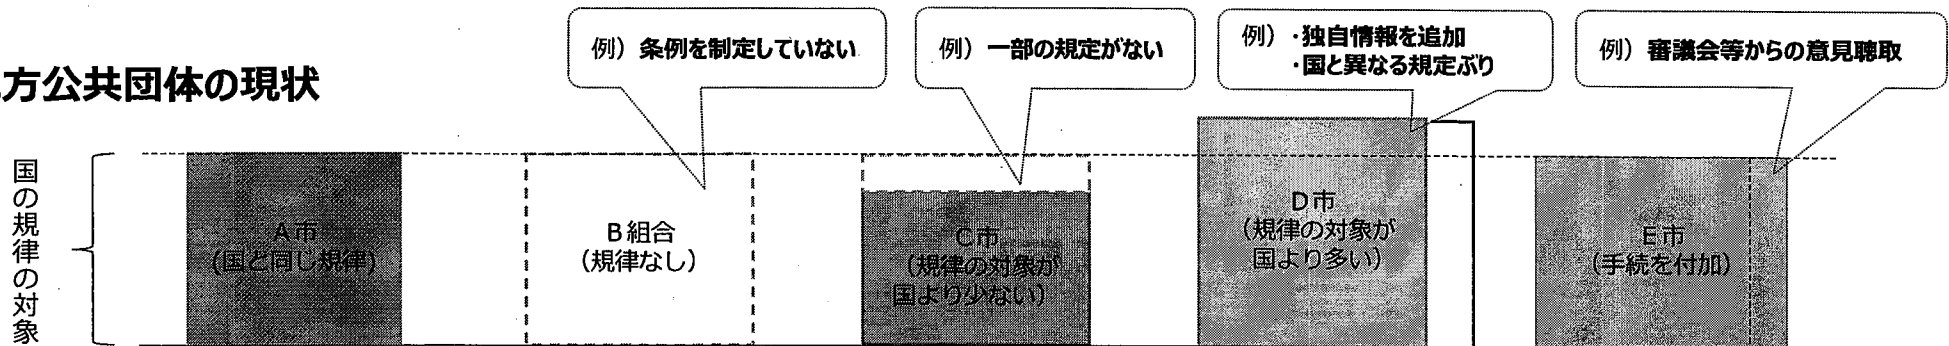 方公共団体の現状
例）条例を制定していない
例）一部の規定がない
例）・独自情報を追加
・国と異なる規定ぶり
例）審議会等からの意見聴取
国の規律の対象
A市
(国と同じ規律)
B組合
（規律なし）
C市
（規律の対象が
国より少ない）
D市
（規律の対象が
国より多い）
E市
（手続を付加）